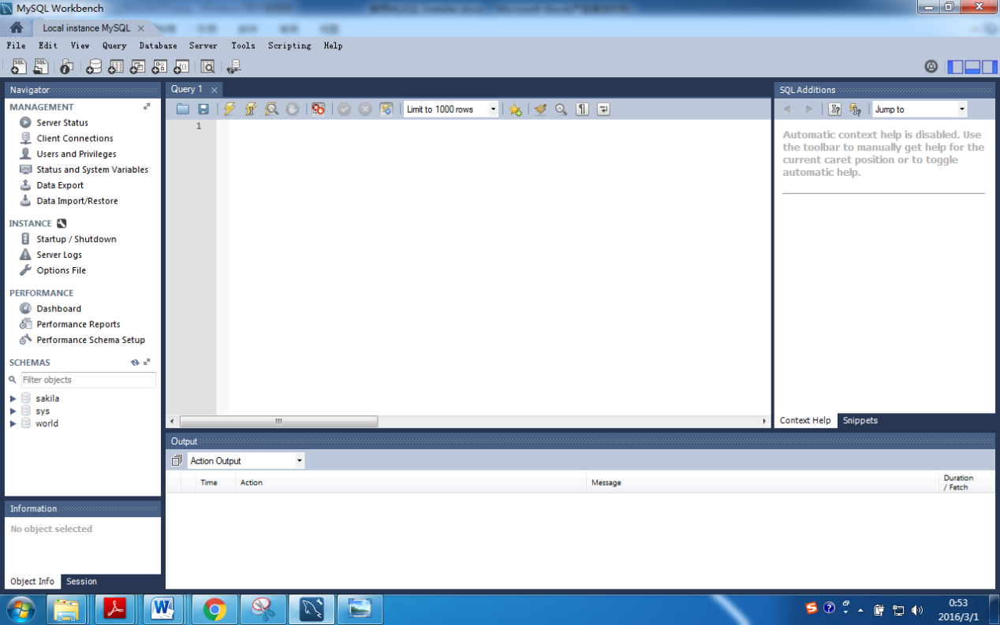 MySQL Workbench
Local instance MySQL
File Edit View Query Database Server Tools Scripting Help
Navigator
MANAGEMENT
Server Status
Client Connections
Users and Privileges
Status and System Variables
Data Export
Data Import/Restore
INSTANCE
Startup / Shutdown
Server Logs
Options File
PERFORMANCE
Dashboard
Performance Reports
Performance Schema Setup
SCHEMAS
Filter objects
sakila
sys
world
Information
No object selected
Object Info Session
Query 1
Limit to 1000 rows
1
SQL Additions
Jump to
Automatic context help is disabled. Use
the toolbar to manually get help for the
current caret position or to toggle
automatic help.
Context Help Snippets
Output
Action Output
Time Action Message Duration
/ Fetch
0:53
2016/3/1